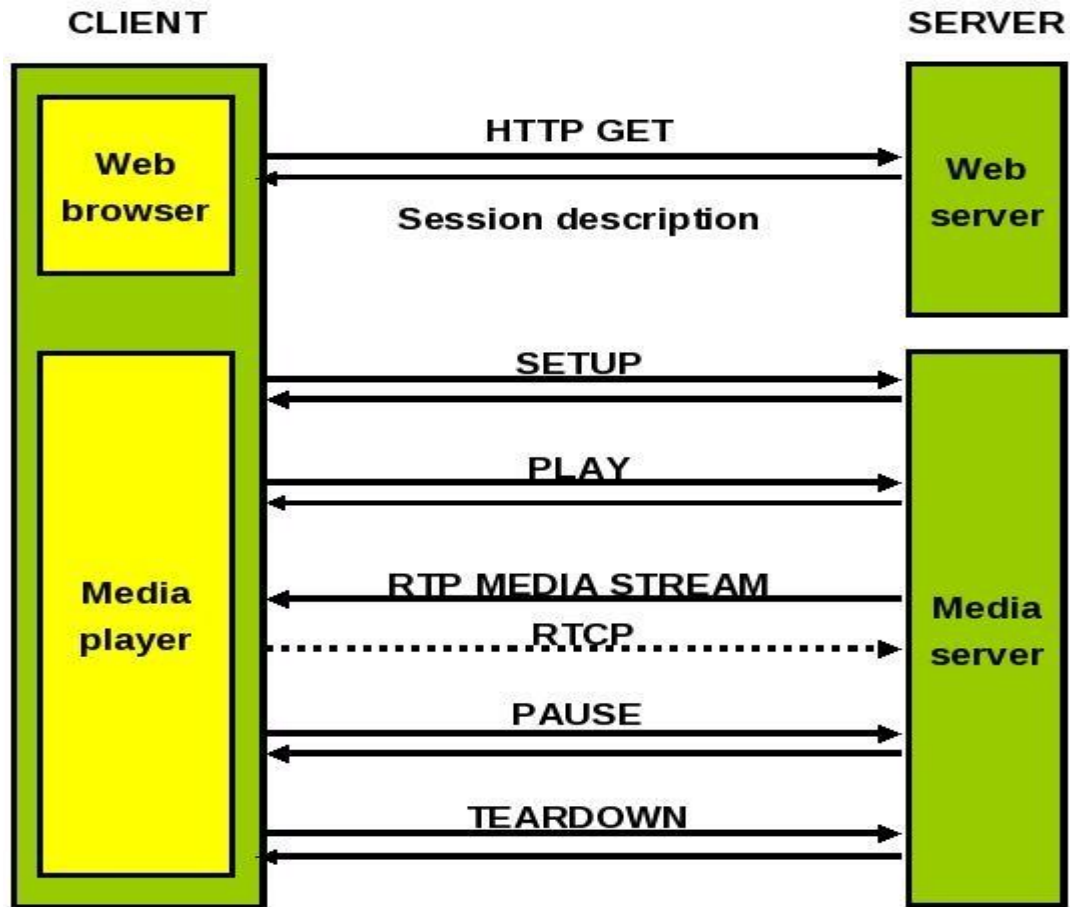 CLIENT
SERVER
Web
browser
HTTP GET
Session description
Web
server
SETUP
PLAY
Media
player
RTP MEDIA STREAM
RTCP
Media
server
PAUSE
TEARDOWN